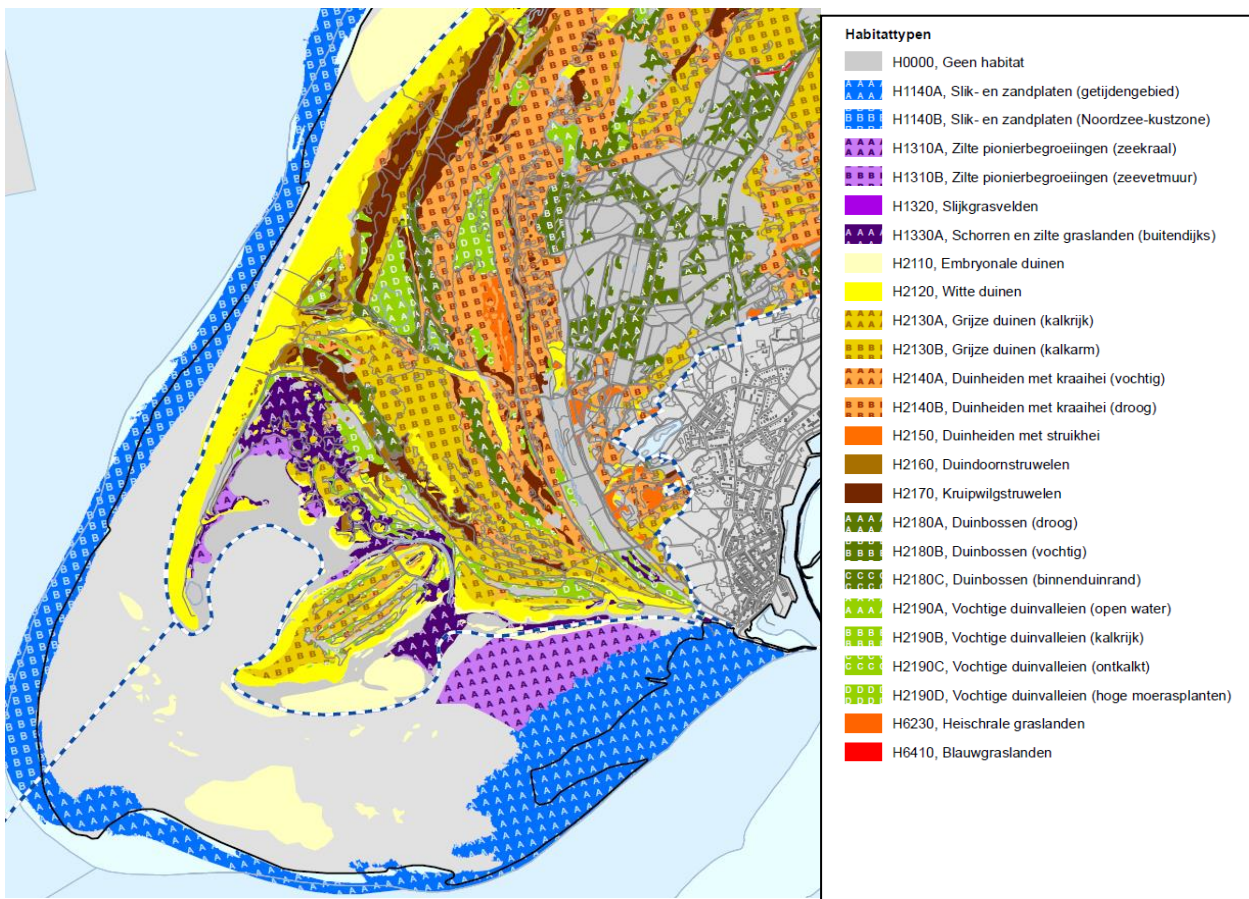 Habitattypen
H0000, Geen habitat
H1140A, Slik- en zandplaten (getijdengebied)
H1140B, Slik- en zandplaten (Noordzee-kustzone)
H1310A, Zilte pionierbegroeiingen (zeekraal)
H1310B, Zilte pionierbegroeiingen (zeevetmuur)
H1320, Slijkgrasvelden
H1330A, Schorren en zilte graslanden (buitendijks)
H2110, Embryonale duinen
H2120, Witte duinen
H2130A, Grijze duinen (kalkrijk)
H2130B, Grijze duinen (kalkarm)
H2140A, Duinheiden met kraaihei (vochtig)
H2140B, Duinheiden met kraaihei (droog)
H2150, Duinheiden met struikhei
H2160, Duindoornstruwelen
H2170, Kruipwilgstruwelen
H2180A, Duinbossen (droog)
H2180B, Duinbossen (vochtig)
H2180C, Duinbossen (binnenduinrand)
H2190A, Vochtige duinvalleien (open water)
H2190B, Vochtige duinvalleien (kalkrijk)
H2190C, Vochtige duinvalleien (ontkalkt)
H2190D, Vochtige duinvalleien (hoge moerasplanten)
H6230, Heischrale graslanden
H6410, Blauwgraslanden